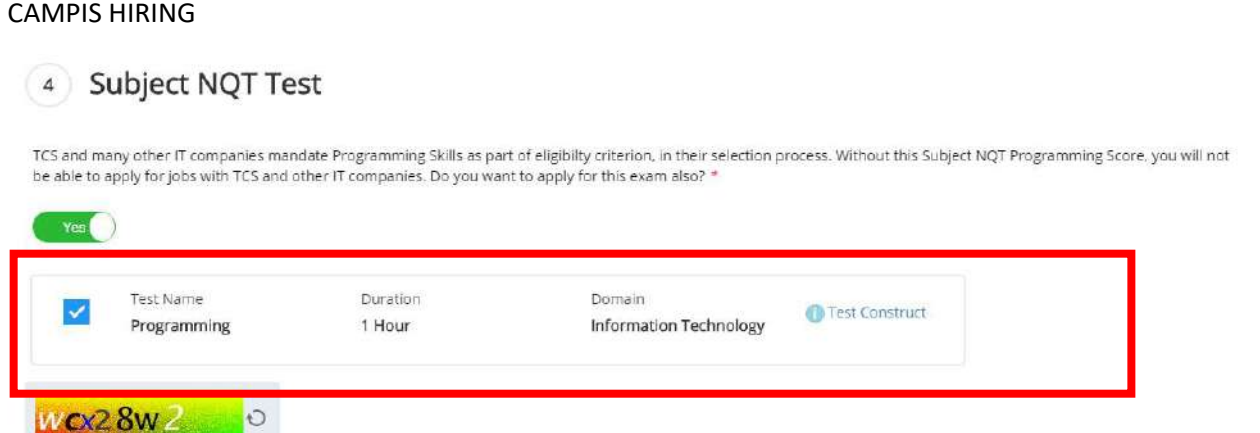 CAMPIS HIRING
4 Subject NQT Test
TCS and many other IT companies mandate Programming Skills as part of eligibilty criterion, in their selection process. Without this Subject NQT Programming Score, you will not
be able to apply for jobs with TCS and other IT companies. Do you want to apply for this exam also? *
Yes
Test Name Duration Domain
Programming 1 Hour Information Technology
Test Construct
wcx28w2